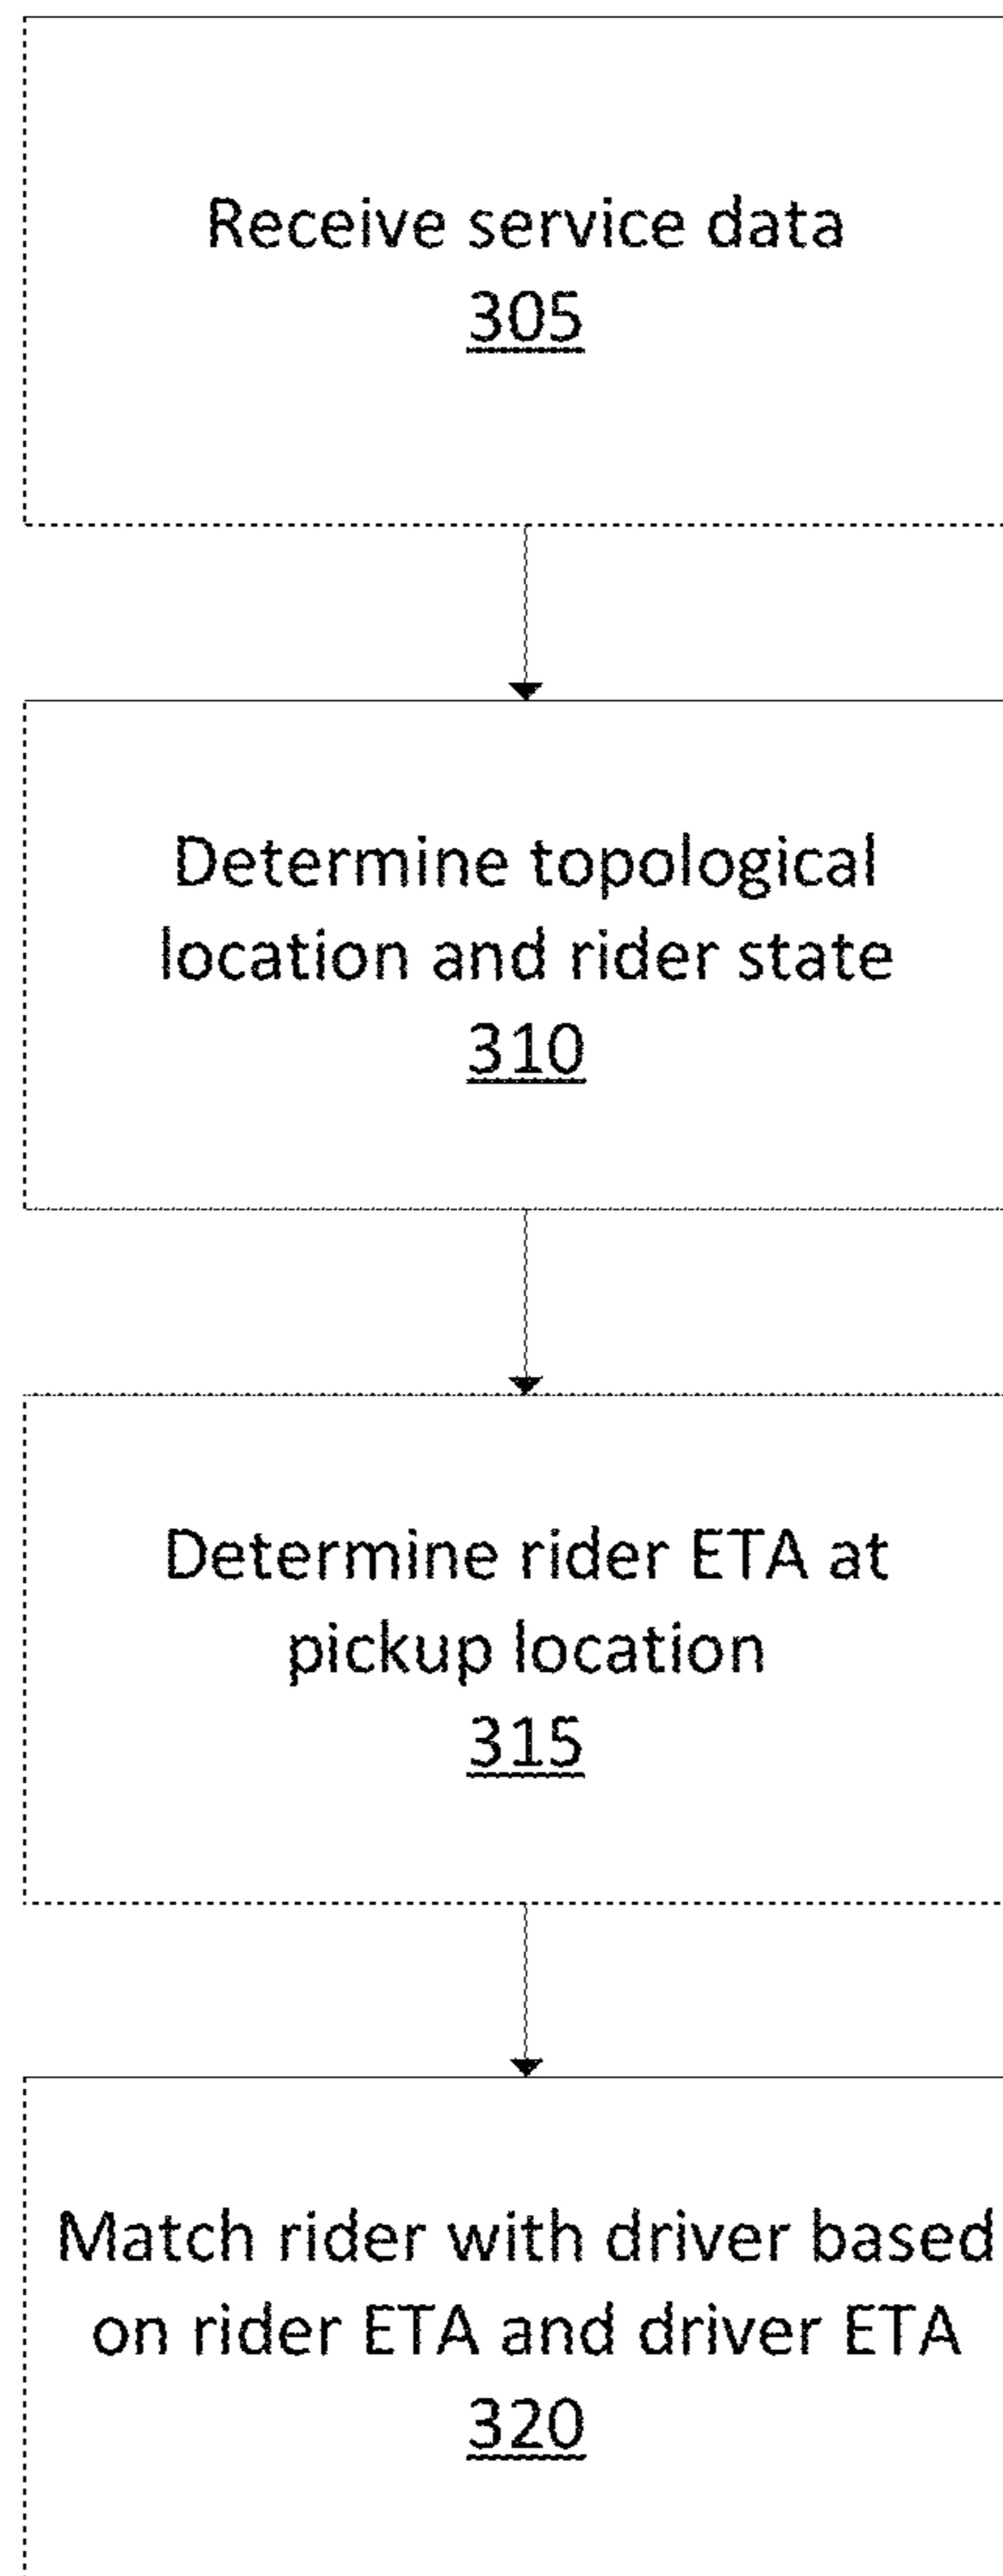 Receive service data
305
Determine topological
location and rider state
310
Determine rider ETA at
pickup location
315
Match rider with driver based
on rider ETA and driver ETA
320